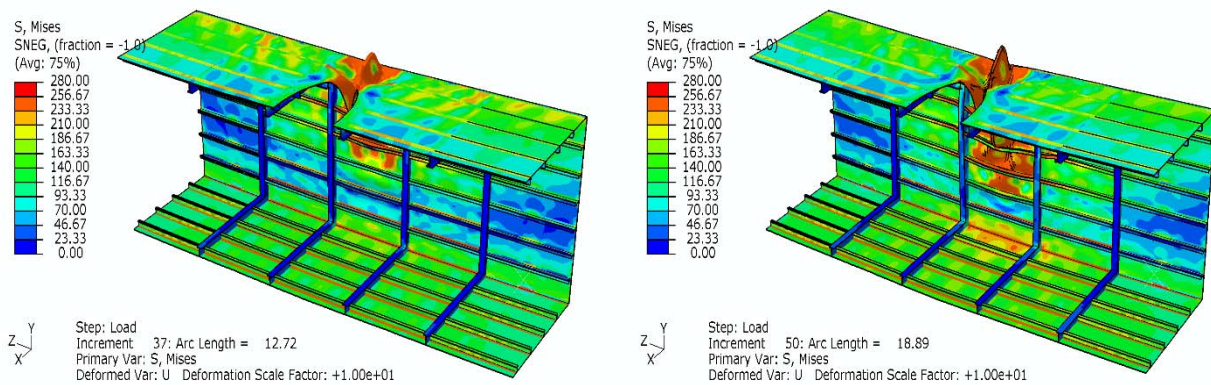 S, Mises
SNEG, (fraction = -1.0)
(Avg: 75%)
280.00
256.67
233.33
210.00
186.67
163.33
140.00
116.67
93.33
70.00
46.67
23.33
0.00
Y
Z
X
Step: Load
Increment 37: Arc Length = 12.72
Primary Var: S, Mises
Deformed Var: U Deformation Scale Factor: +1.00e+01
S, Mises
SNEG, (fraction = -1.0)
(Avg: 75%)
280.00
256.67
233.33
210.00
186.67
163.33
140.00
116.67
93.33
70.00
46.67
23.33
0.00
Y
Z
X
Step: Load
Increment 50: Arc Length = 18.89
Primary Var: S, Mises
Deformed Var: U Deformation Scale Factor: +1.00e+01